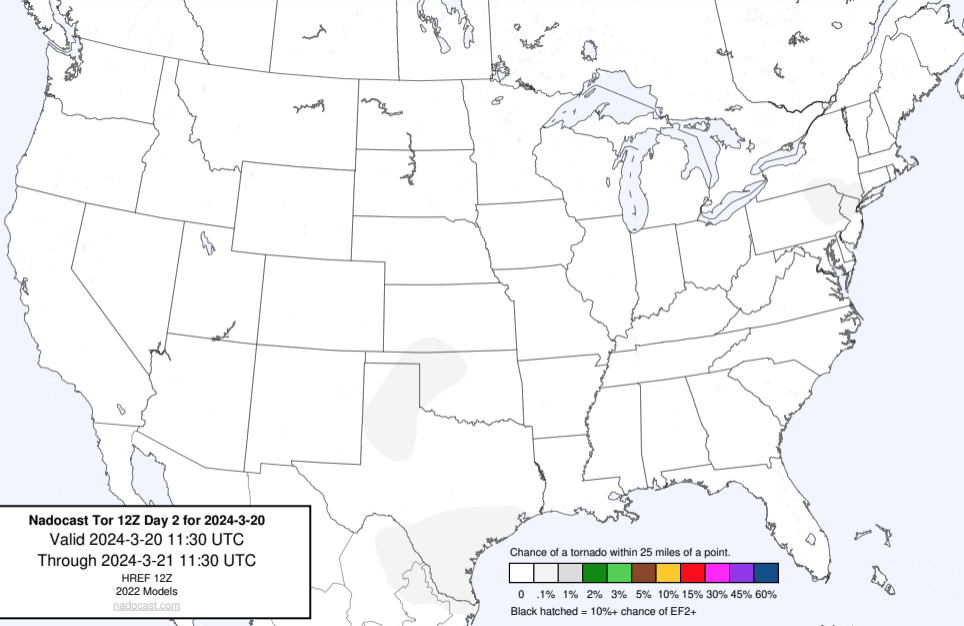 Nadocast Tor 12Z Day 2 for 2024-3-20
Valid 2024-3-20 11:30 UTC
Through 2024-3-21 11:30 UTC
HREF 12Z
2022 Models
nadocast.com
Chance of a tornado within 25 miles of a point.
0 .1% 1% 2% 3% 5% 10% 15% 30% 45% 60%
Black hatched = 10%+ chance of EF2+